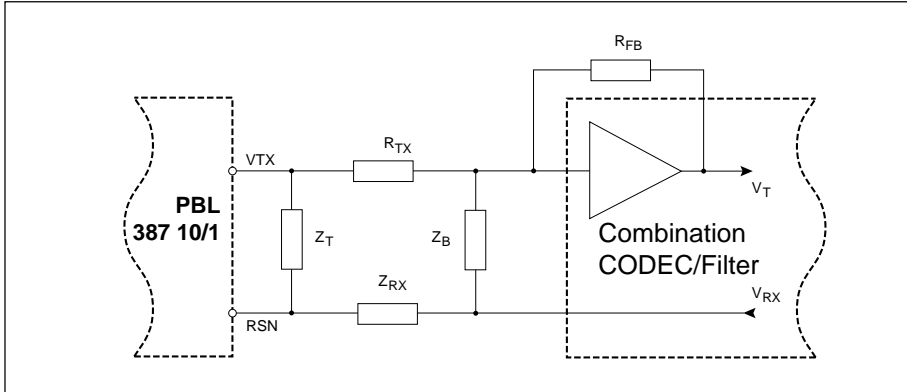 R_FB
R_TX
VTX
V_T
PBL
387 10/1
Z_T
Z_B
Combination
CODEC/Filter
Z_RX
V_RX
RSN